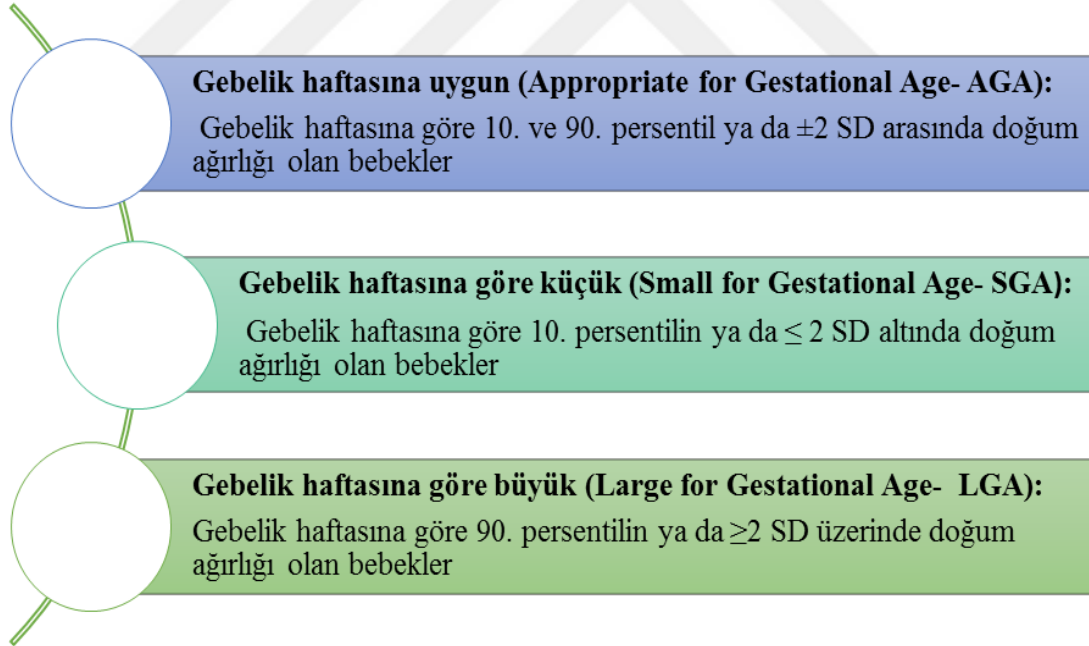 Gebelik haftasına uygun (Appropriate for Gestational Age- AGA):
Gebelik haftasına göre 10. ve 90. persentil ya da ±2 SD arasında doğum
ağırlığı olan bebekler
Gebelik haftasına göre küçük (Small for Gestational Age- SGA):
Gebelik haftasına göre 10. persentilin ya da ≤ 2 SD altında doğum
ağırlığı olan bebekler
Gebelik haftasına göre büyük (Large for Gestational Age- LGA):
Gebelik haftasına göre 90. persentilin ya da ≥2 SD üzerinde doğum
ağırlığı olan bebekler